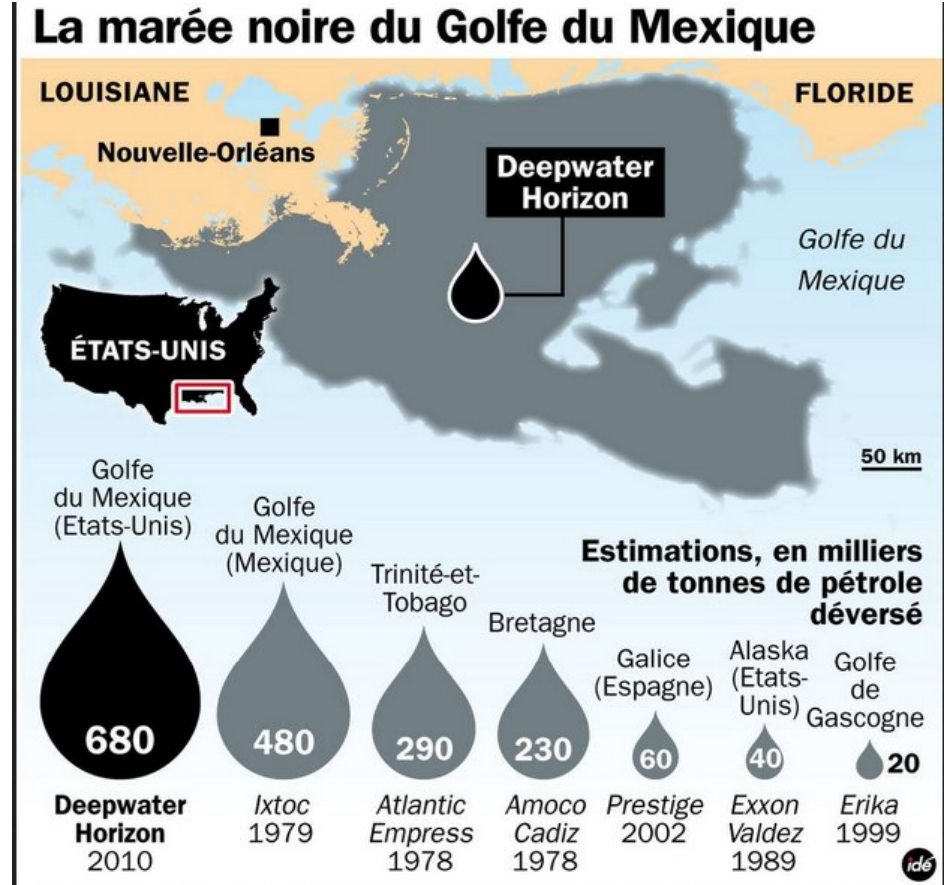 La marée noire du Golfe du Mexique
LOUISIANE
FLORIDE
Nouvelle-Orléans
Deepwater
Horizon
Golfe du
Mexique
ÉTATS-UNIS
50 km
Golfe
du Mexique
(Etats-Unis)
Golfe
du Mexique
(Mexique)
Trinité-et-
Tobago
Bretagne
Estimations, en milliers
de tonnes de pétrole
déversé
Galice
(Espagne)
Alaska
(Etats-
Unis)
Golfe
de
Gascogne
680
480
290
230
60
40
20
Deepwater
Horizon
2010
Ixtoc
1979
Atlantic
Empress
1978
Amoco
Cadiz
1978
Prestige
2002
Exxon
Valdez
1989
Erika
1999
idé